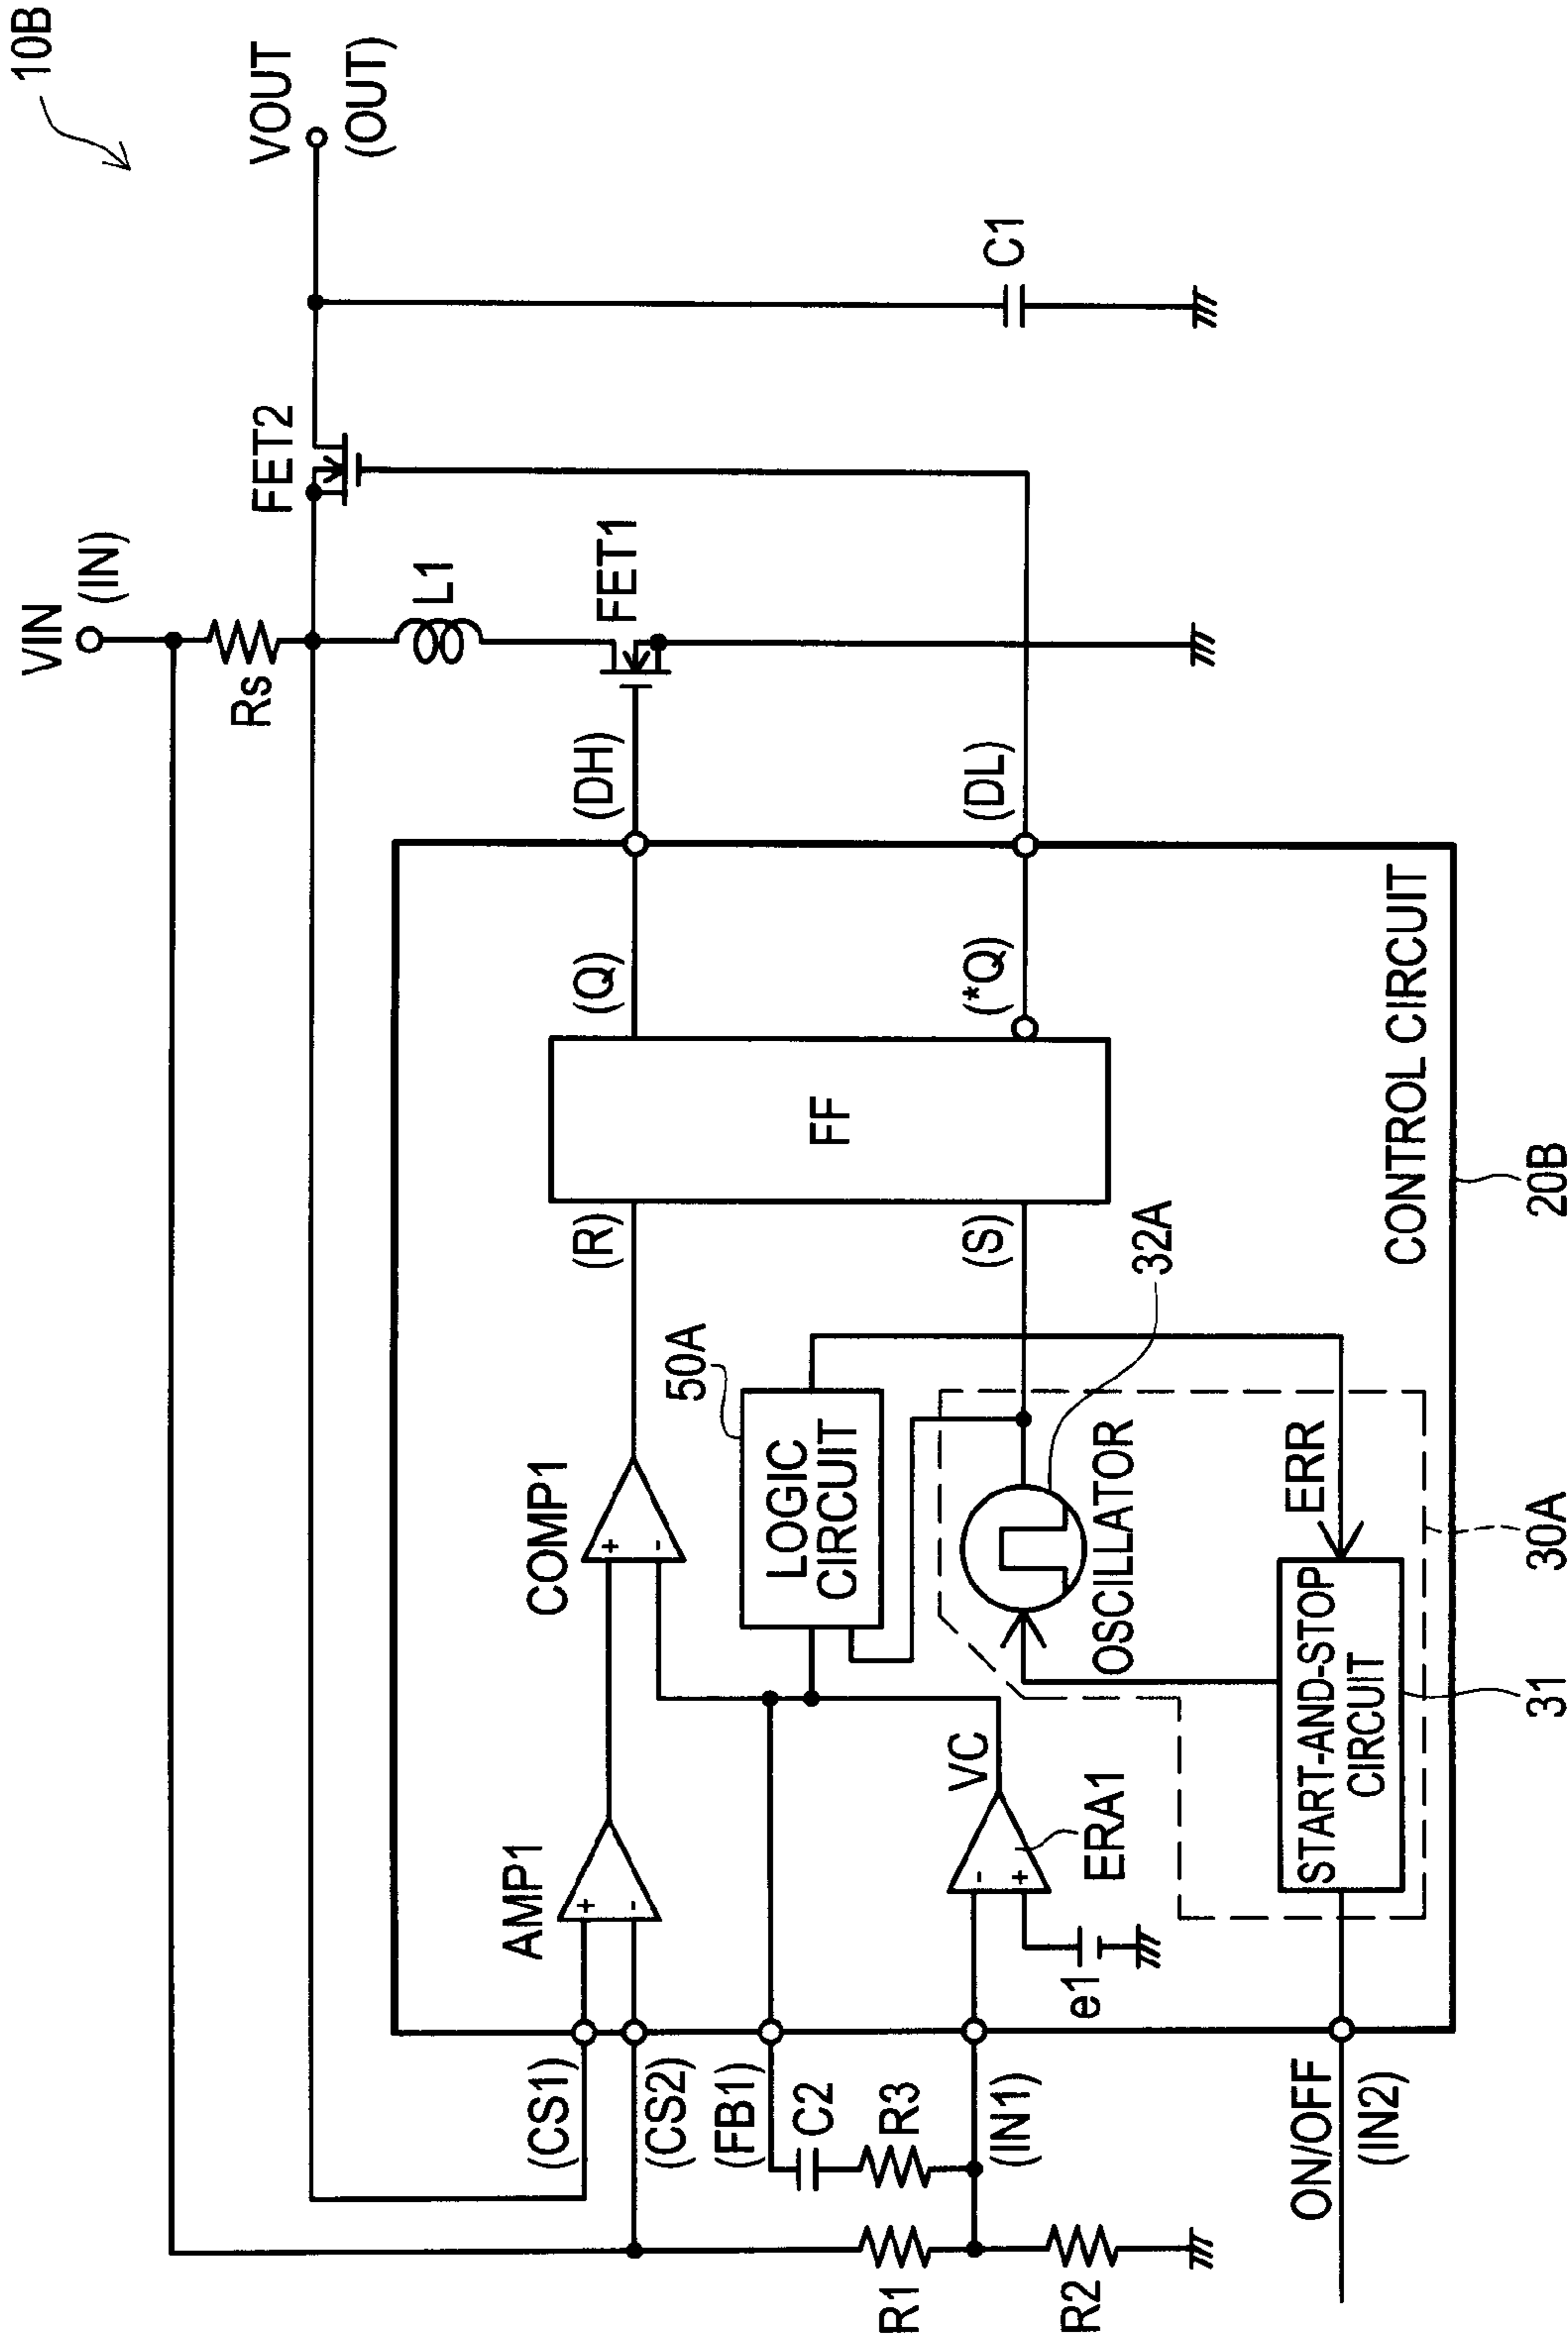 10B
VIN
(IN)
VOUT
(OUT)
FET2
Rs
L1
FET1
C1
(DH)
(DL)
(Q)
(*Q)
FF
(R)
(S)
COMP1
+
-
AMP1
+
-
50A
LOGIC
CIRCUIT
32A
OSCILLATOR
VC
ERA1
-
+
e1
ERR
START-AND-STOP
CIRCUIT
31
30A
CONTROL CIRCUIT
20B
(CS1)
(CS2)
(FB1)
C2
R3
(IN1)
R1
R2
ON/OFF
(IN2)